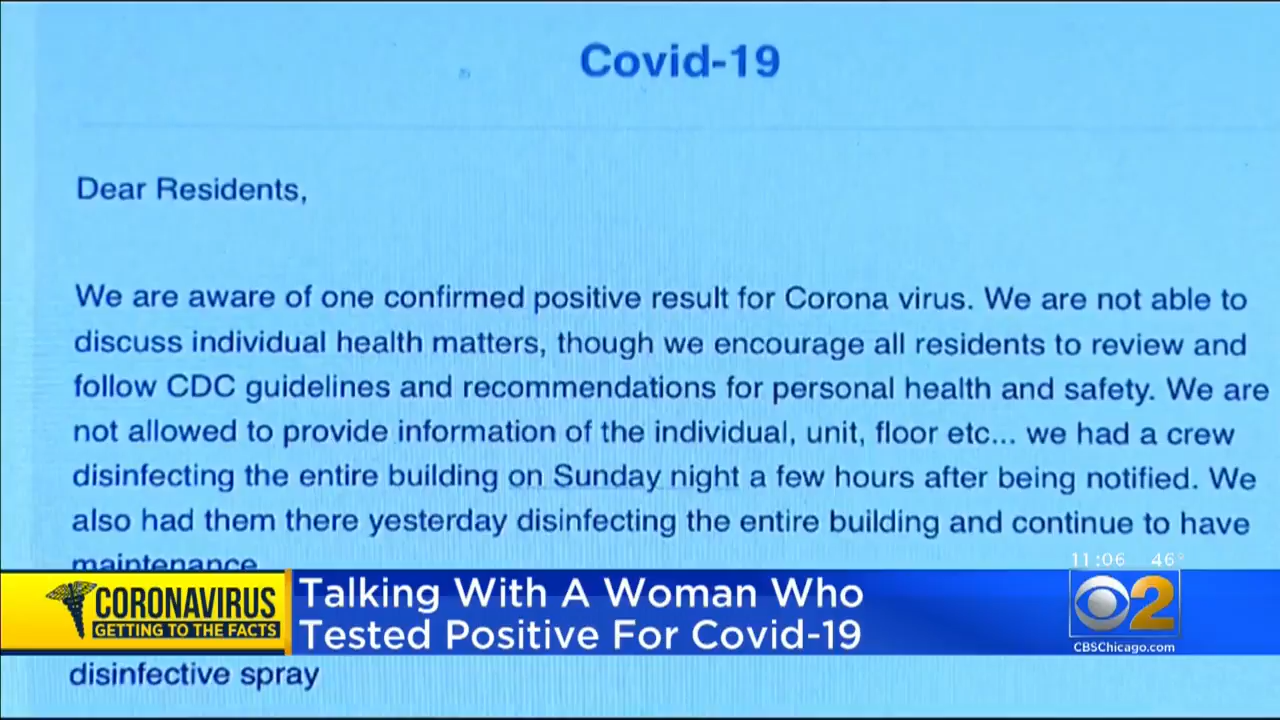 Covid-19
Dear Residents,
We are aware of one confirmed positive result for Corona virus. We are not able to
discuss individual health matters, though we encourage all residents to review and
follow CDC guidelines and recommendations for personal health and safety. We are
not allowed to provide information of the individual, unit, floor etc... we had a crew
disinfecting the entire building on Sunday night a few hours after being notified. We
also had them there yesterday disinfecting the entire building and continue to have
maintenance
11:06 46°
CORONAVIRUS
GETTING TO THE FACTS
Talking With A Woman Who
Tested Positive For Covid-19
2
CBSChicago.com
disinfective spray